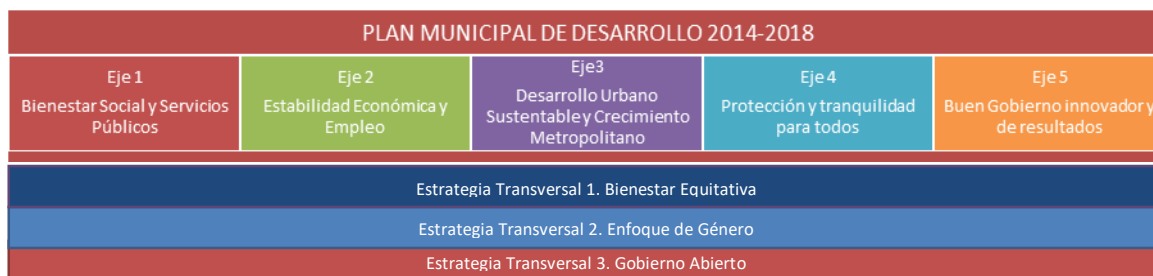 PLAN MUNICIPAL DE DESARROLLO 2014-2018
Eje 1
Bienestar Social y Servicios
Públicos
Eje 2
Estabilidad Económica y
Empleo
Eje3
Desarrollo Urbano
Sustentable y Crecimiento
Metropolitano
Eje 4
Protección y tranquilidad
para todos
Eje 5
Buen Gobierno innovador y
de resultados
Estrategia Transversal 1. Bienestar Equitativa
Estrategia Transversal 2. Enfoque de Género
Estrategia Transversal 3. Gobierno Abierto